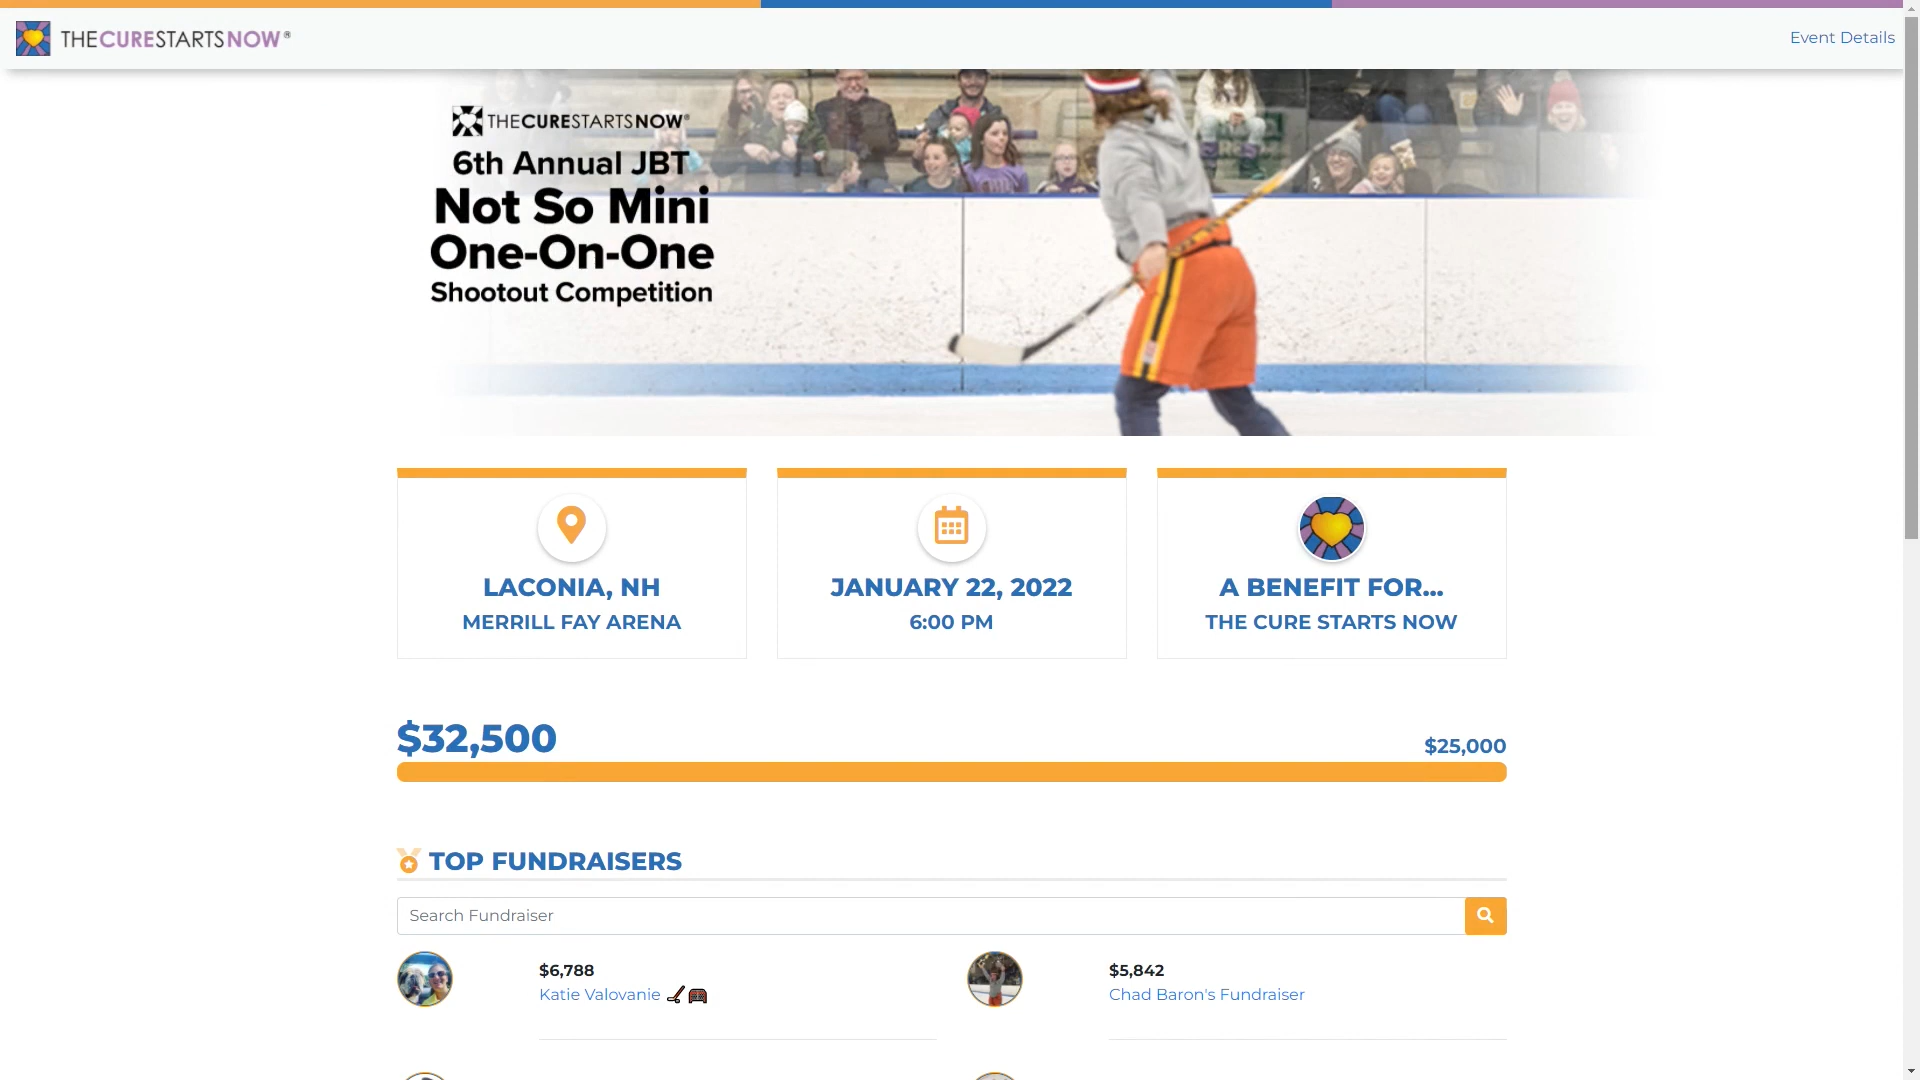 THECURESTARTSNOW®
Event Details
THECURESTARTSNOW®
6th Annual JBT
Not So Mini
One-On-One
Shootout Competition
LACONIA, NH
MERRILL FAY ARENA
JANUARY 22, 2022
6:00 PM
A BENEFIT FOR...
THE CURE STARTS NOW
$32,500
$25,000
TOP FUNDRAISERS
Search Fundraiser
$6,788
Katie Valovanie
$5,842
Chad Baron's Fundraiser